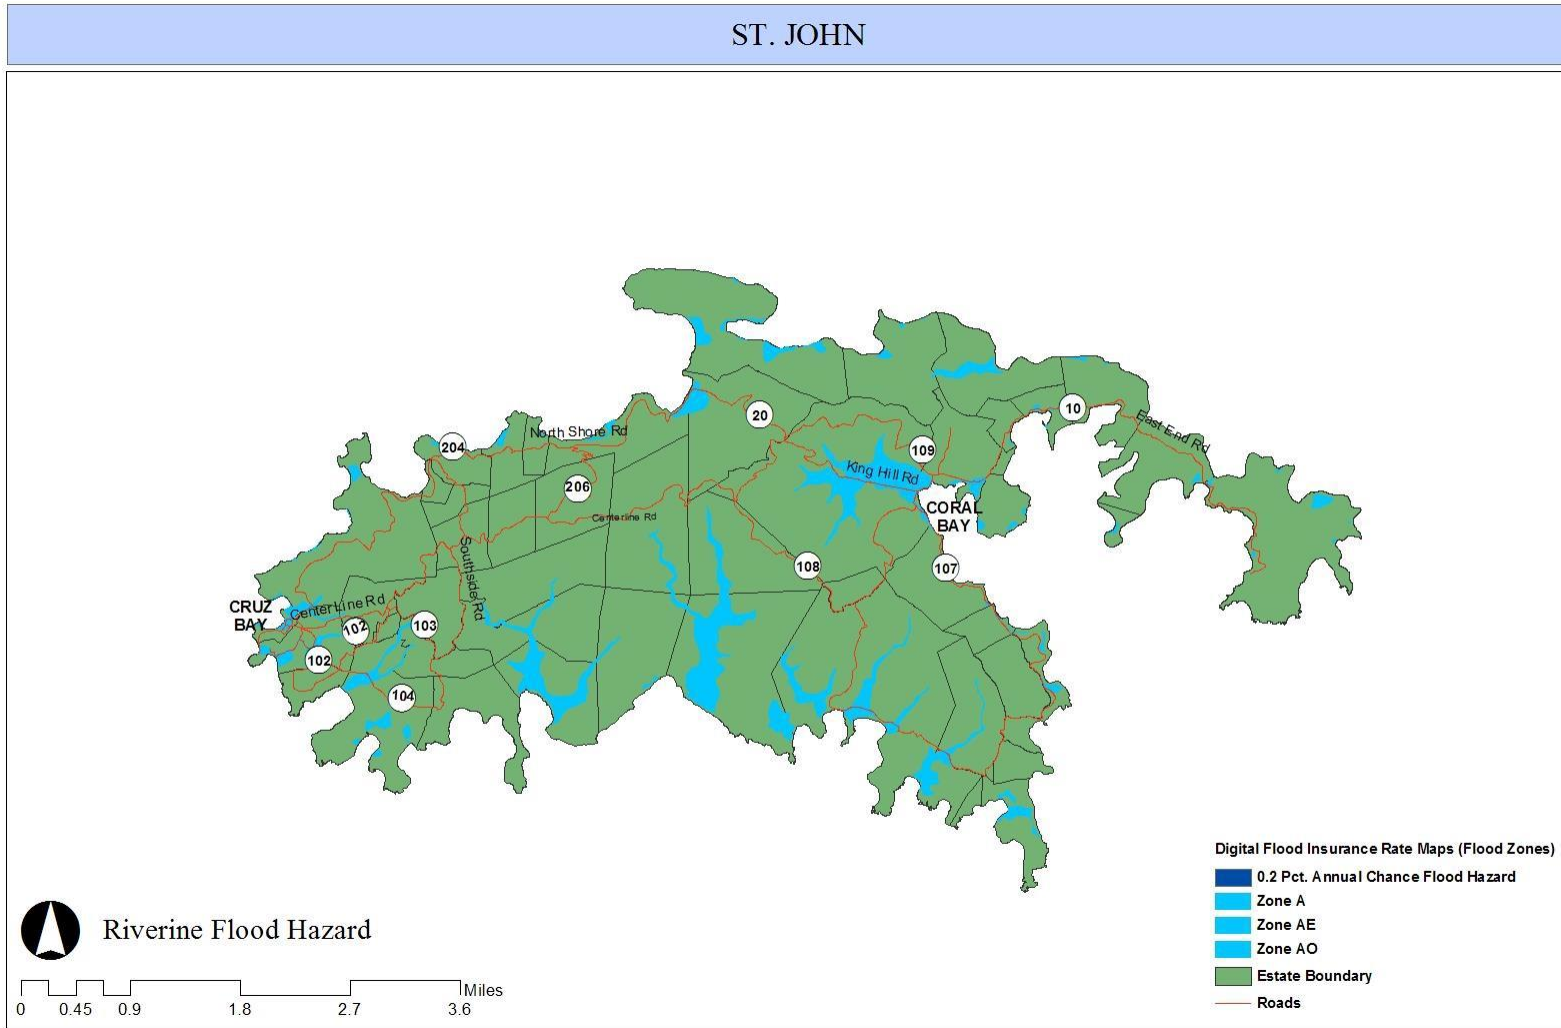 ST. JOHN
20
10
North Shore Rd
East End Rd
204
109
King Hill Rd
206
Centerline Rd
CORAL
BAY
Southside Rd
108
107
CRUZ
BAY
Center Line Rd
102
103
102
104
Riverine Flood Hazard
Miles
0 0.45 0.9 1.8 2.7 3.6
Digital Flood Insurance Rate Maps (Flood Zones)
0.2 Pct. Annual Chance Flood Hazard
Zone A
Zone AE
Zone AO
Estate Boundary
Roads